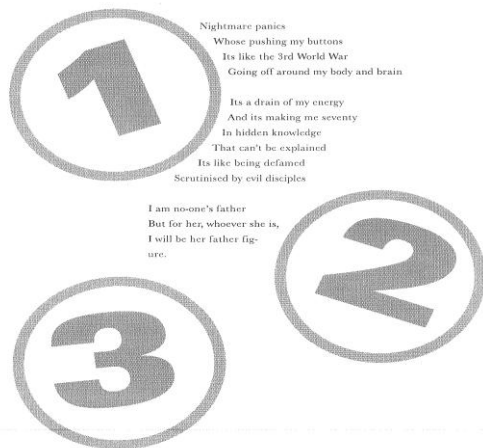 1
Nightmare panics
Whose pushing my buttons
Its like the 3rd World War
Going off around my body and brain
Its a drain of my energy
And its making me seventy
In hidden knowledge
That can't be explained
Its like being defamed
Scrutinised by evil disciples
I am no-one's father
But for her, whoever she is,
I will be her father fig-
ure.
2
3